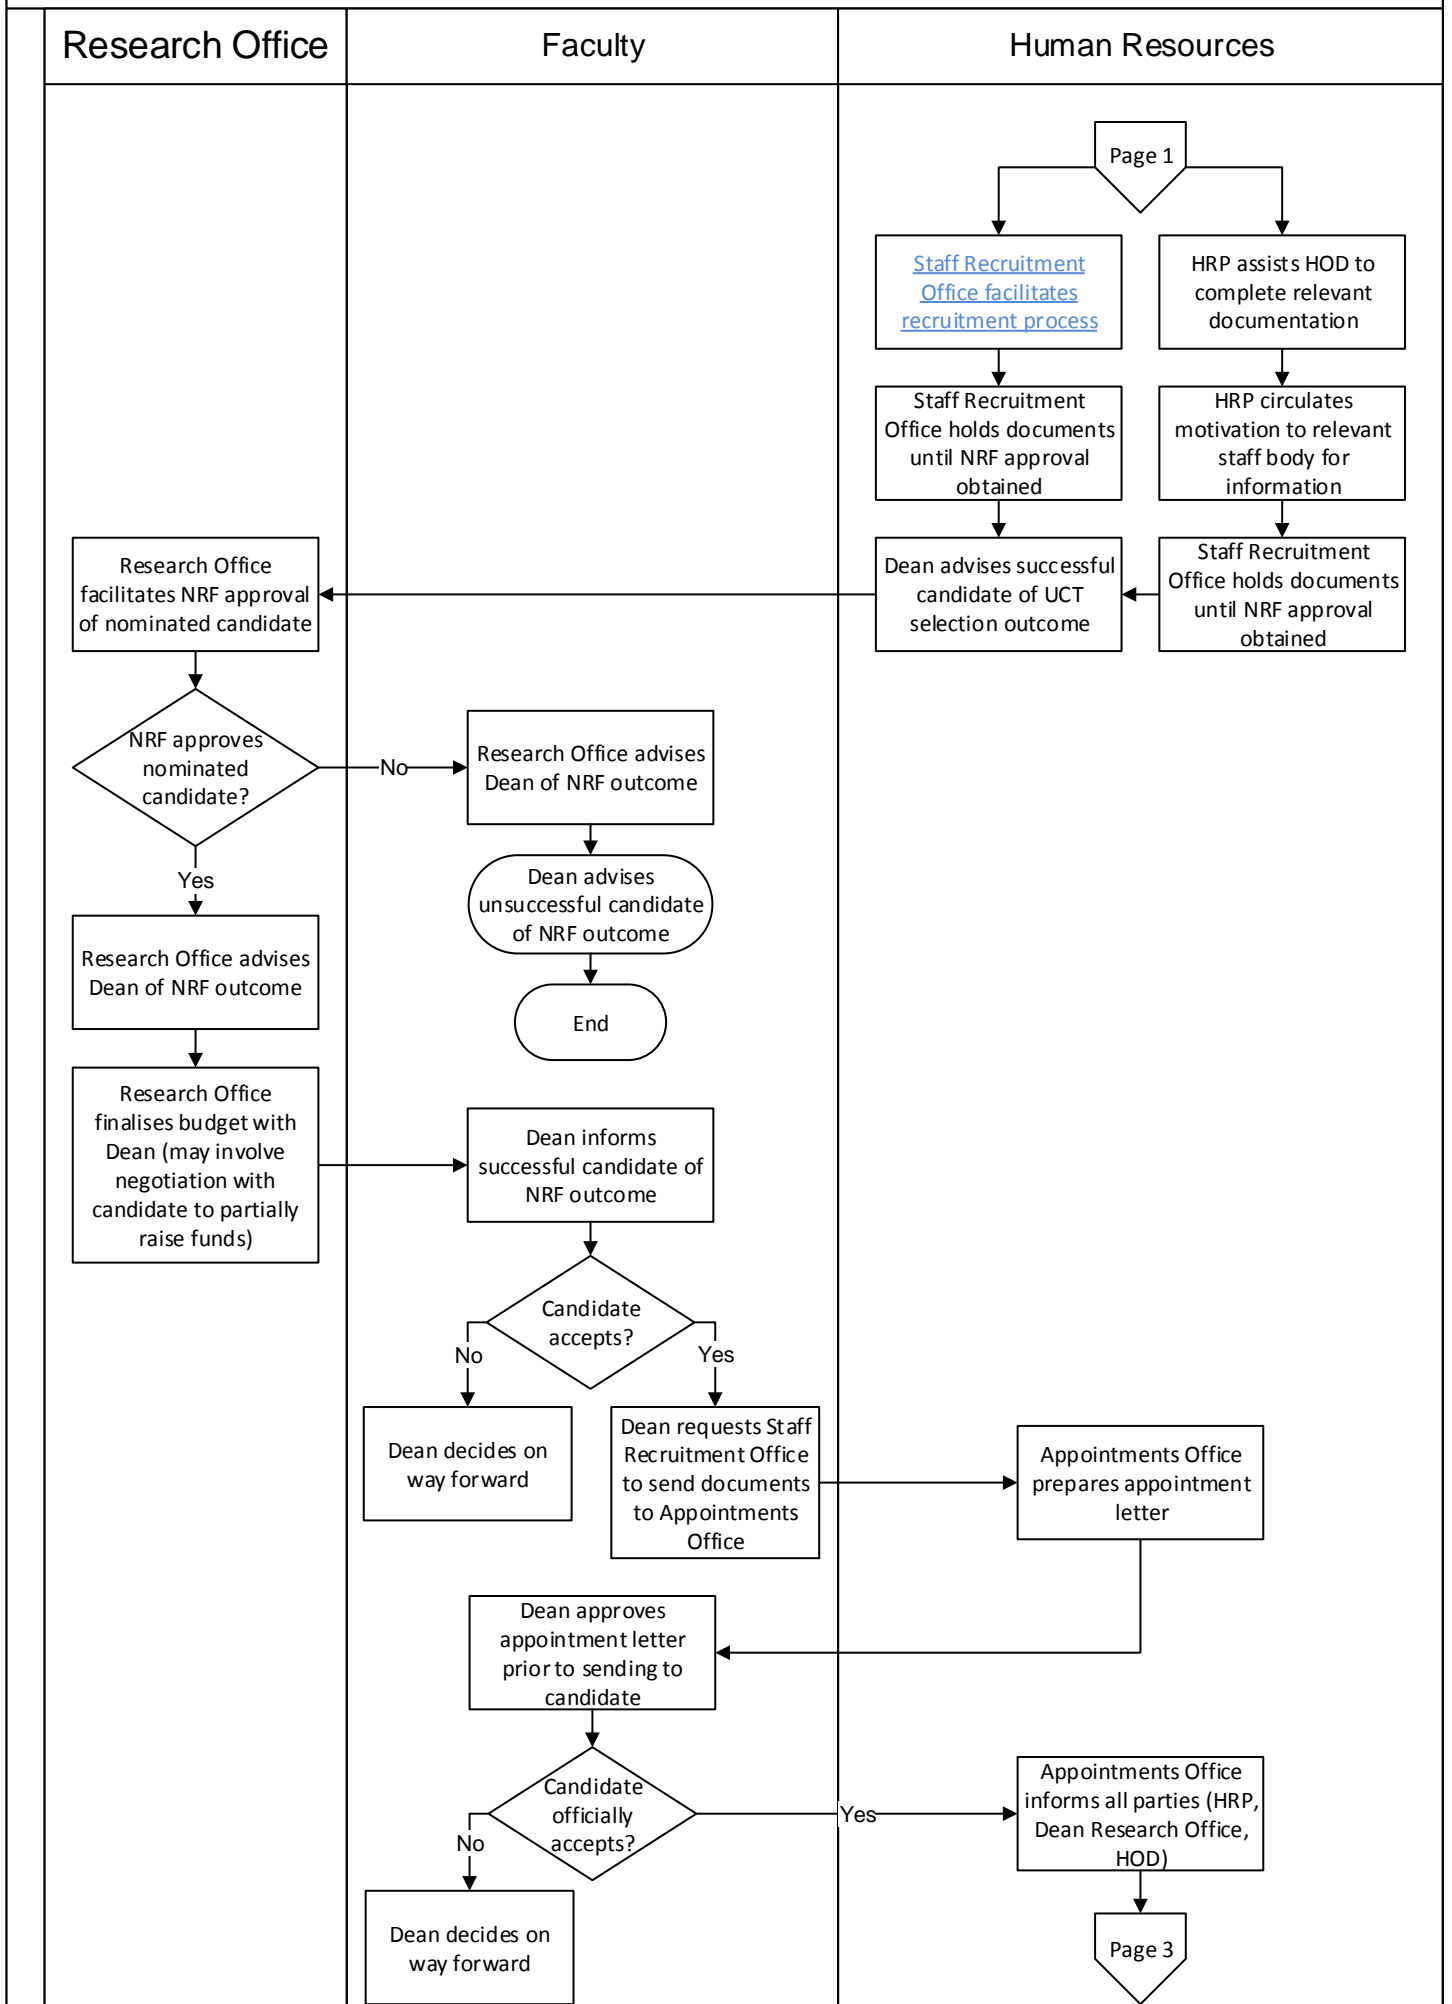 Research Office
Faculty
Human Resources
Page 1
Staff Recruitment
Office facilitates
recruitment process
HRP assists HOD to
complete relevant
documentation
Staff Recruitment
Office holds documents
until NRF approval
obtained
HRP circulates
motivation to relevant
staff body for
information
Research Office
facilitates NRF approval
of nominated candidate
Dean advises successful
candidate of UCT
selection outcome
Staff Recruitment
Office holds documents
until NRF approval
obtained
NRF approves
nominated
candidate?
No
Research Office advises
Dean of NRF outcome
Yes
Dean advises
unsuccessful candidate
of NRF outcome
Research Office advises
Dean of NRF outcome
End
Research Office
finalises budget with
Dean (may involve
negotiation with
candidate to partially
raise funds)
Dean informs
successful candidate of
NRF outcome
Candidate
accepts?
No
Yes
Dean decides on
way forward
Dean requests Staff
Recruitment Office
to send documents
to Appointments
Office
Appointments Office
prepares appointment
letter
Dean approves
appointment letter
prior to sending to
candidate
Candidate
officially
accepts?
No
Yes
Appointments Office
informs all parties (HRP,
Dean Research Office,
HOD)
Dean decides on
way forward
Page 3